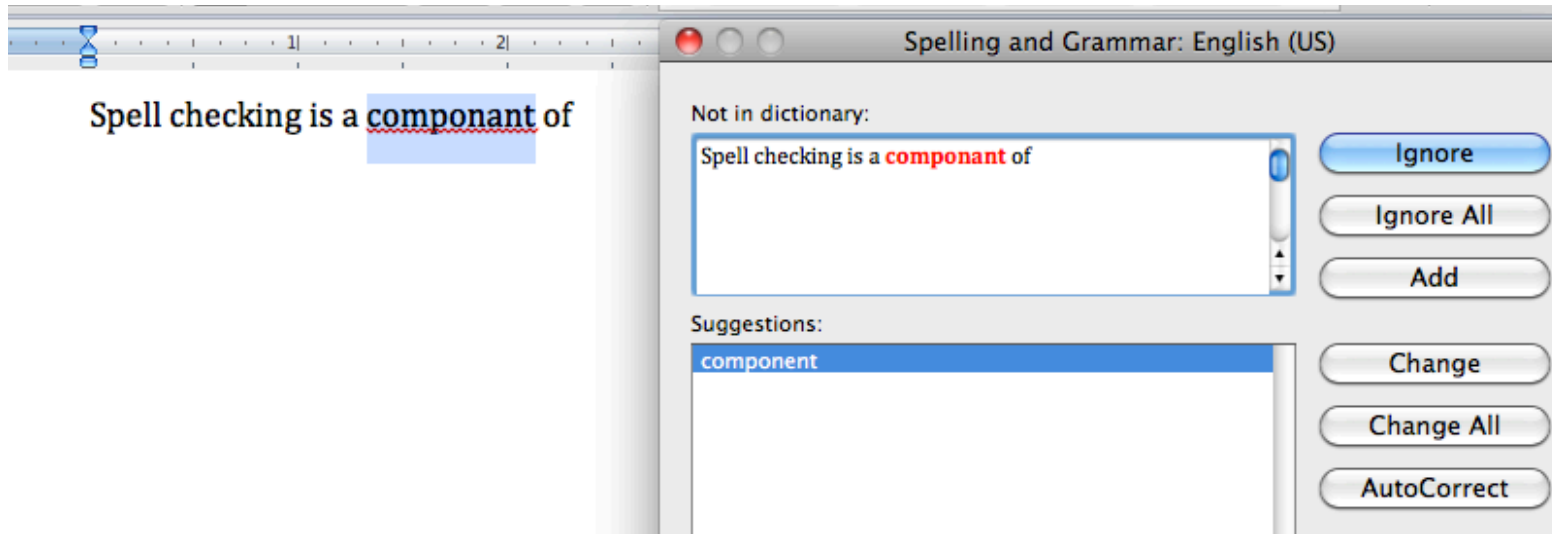 1 2
Spell checking is a componant of
Spelling and Grammar: English (US)
Not in dictionary:
Spell checking is a componant of
Ignore
Ignore All
Add
Suggestions:
component
Change
Change All
AutoCorrect